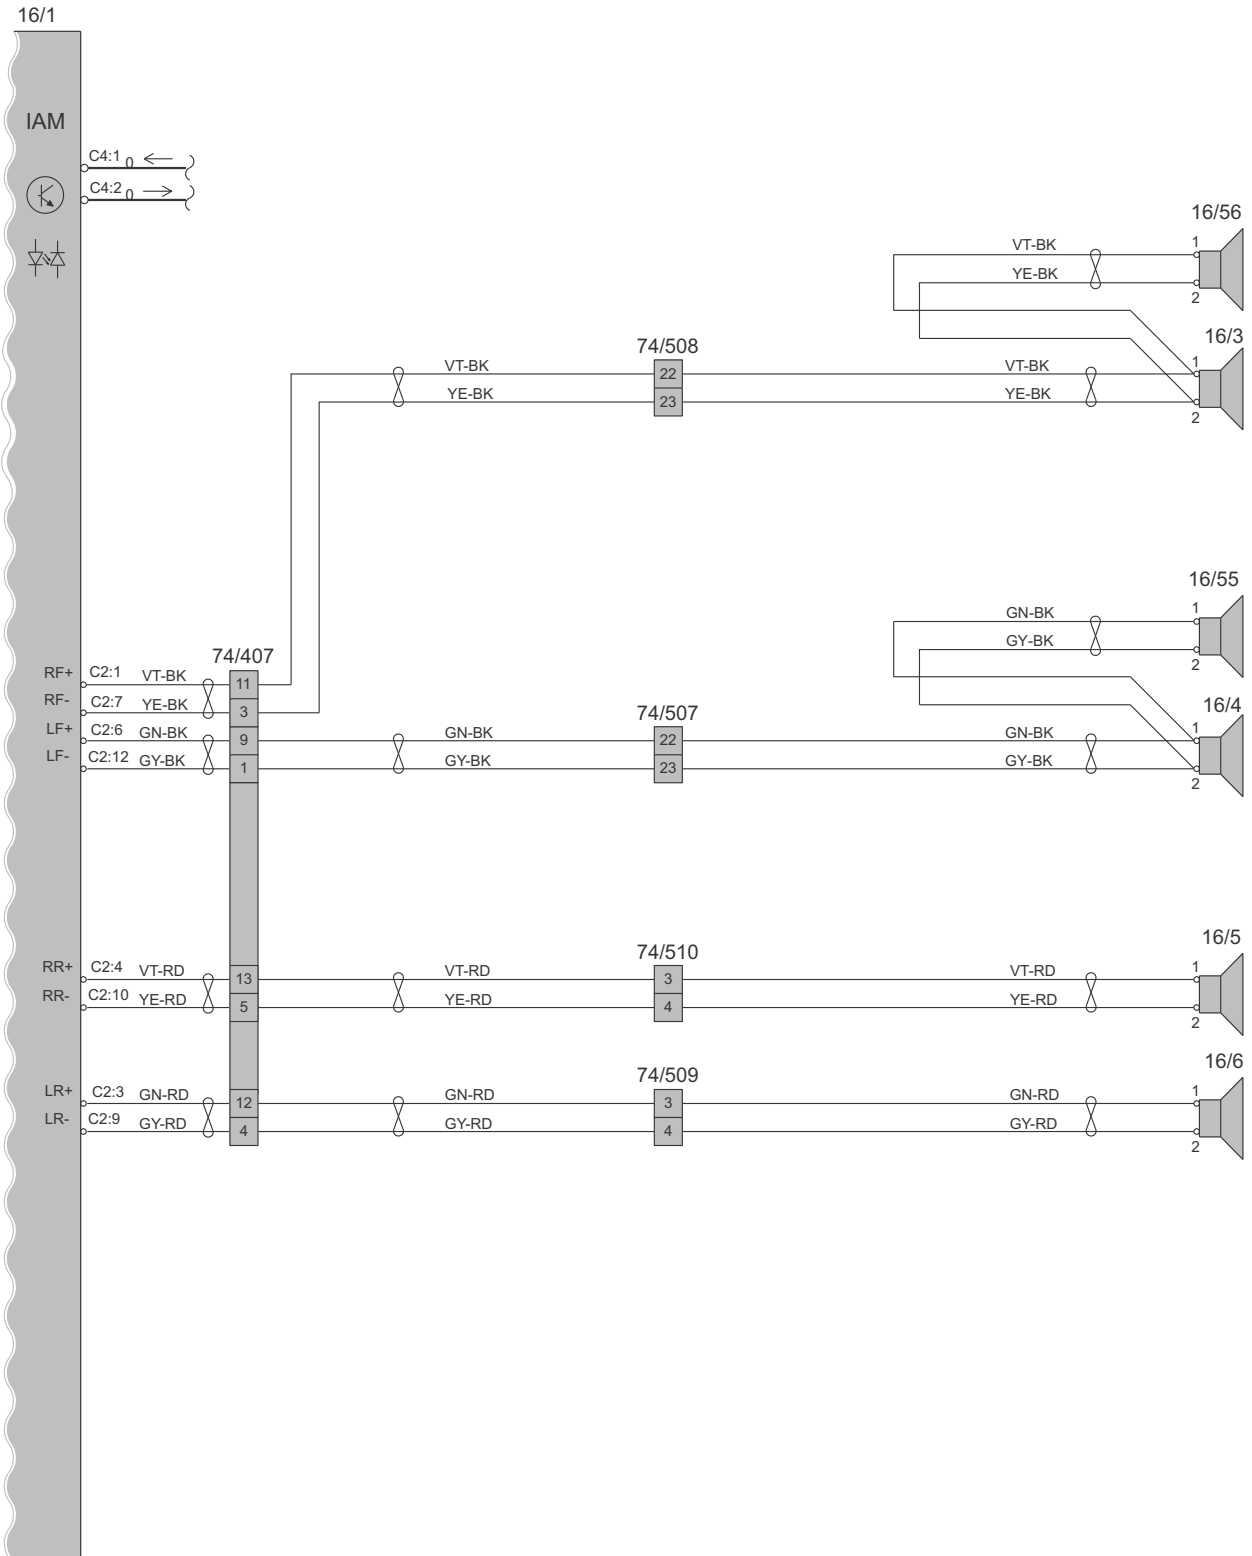 16/1
IAM
C4:1 0
C4:2 0
16/56
VT-BK 1
YE-BK
2
16/3
74/508
VT-BK 22 VT-BK 1
YE-BK 23 YE-BK
2
16/55
GN-BK 1
GY-BK
2
74/407
RF+ C2:1 VT-BK 11
RF- C2:7 YE-BK 3
16/4
74/507
LF+ C2:6 GN-BK 9 GN-BK 22 GN-BK 1
LF- C2:12 GY-BK 1 GY-BK 23 GY-BK
2
16/5
74/510
RR+ C2:4 VT-RD 13 VT-RD 3 VT-RD 1
RR- C2:10 YE-RD 5 YE-RD 4 YE-RD
2
16/6
74/509
LR+ C2:3 GN-RD 12 GN-RD 3 GN-RD 1
LR- C2:9 GY-RD 4 GY-RD 4 GY-RD
2